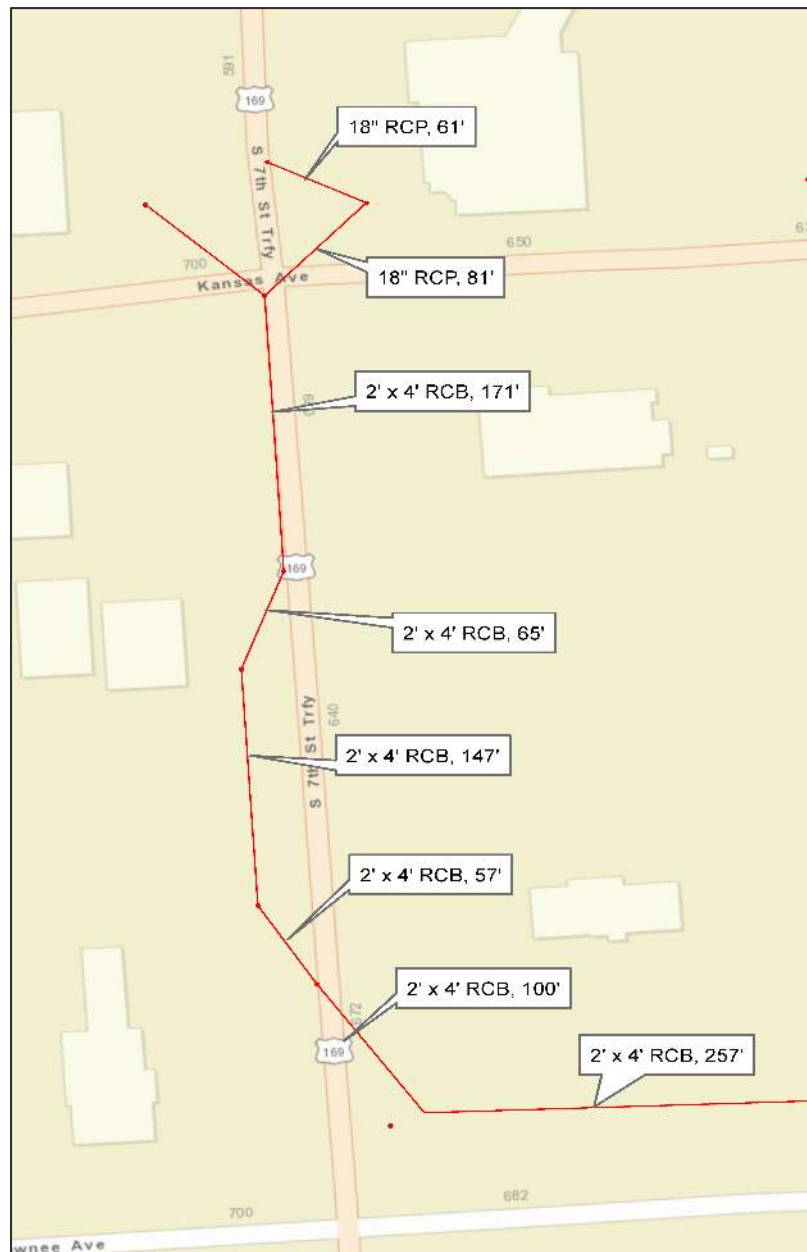 591
169
18" RCP, 61'
S 7th St Trfy
650
700
Kansas Ave
18" RCP, 81'
2' x 4' RCB, 171'
169
2' x 4' RCB, 65'
640
S 7th St Trfy
2' x 4' RCB, 147'
2' x 4' RCB, 57'
2' x 4' RCB, 100'
672
169
2' x 4' RCB, 257'
682
700
wnee Ave